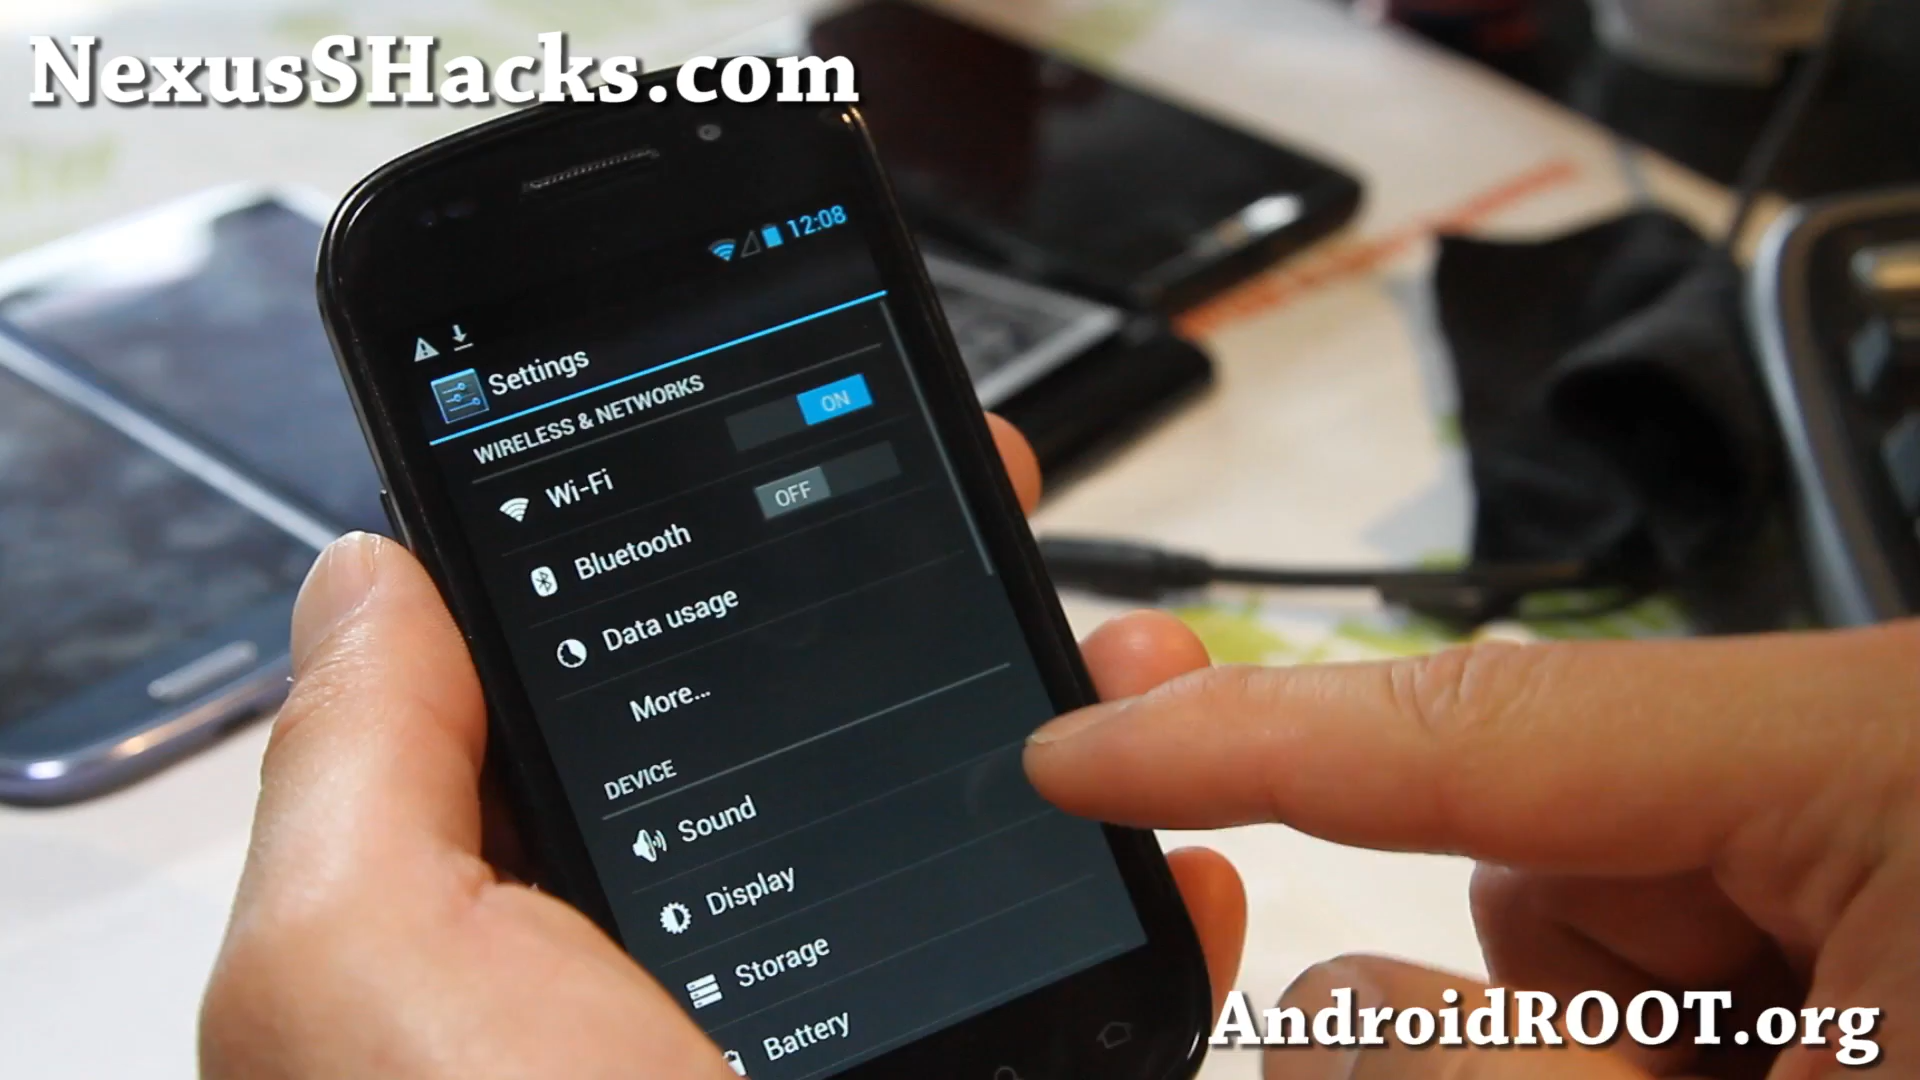 NexusSHacks.com
12:08
Settings
WIRELESS & NETWORKS
Wi-Fi
ON
Bluetooth
OFF
Data usage
More...
DEVICE
Sound
Display
Storage
Battery
AndroidROOT.org